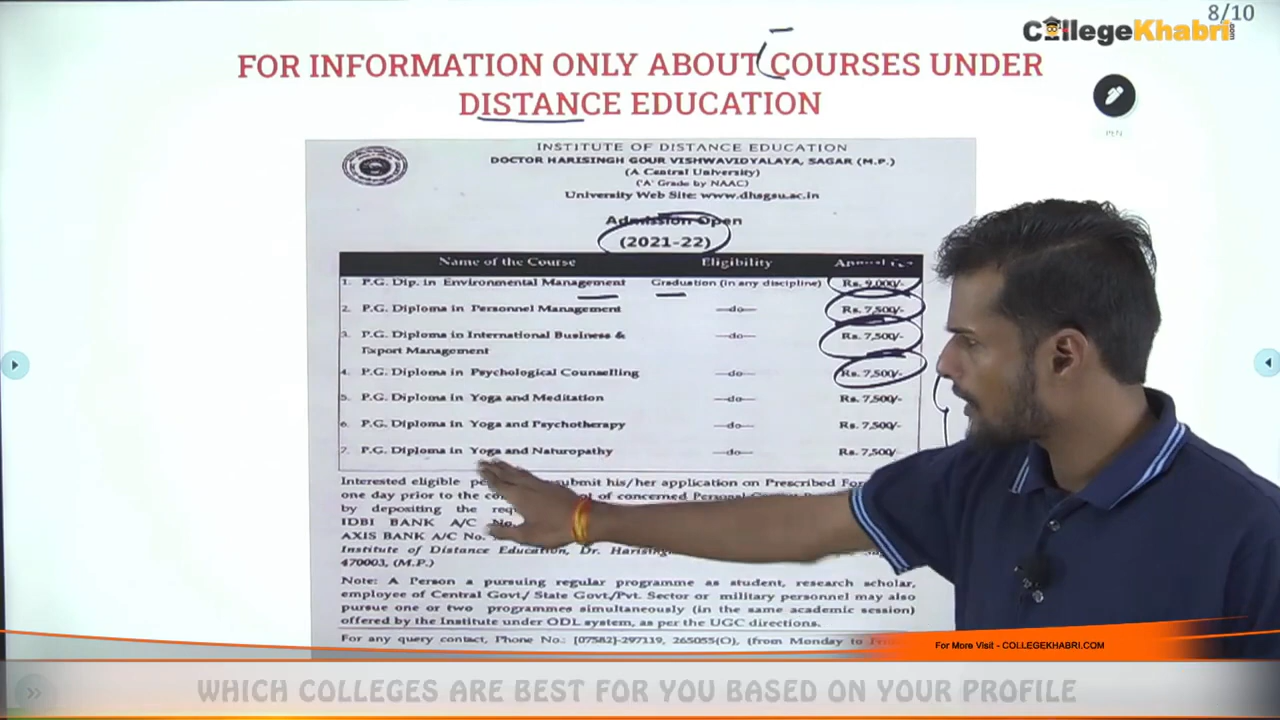 8/10
CollegeKhabri.com
FOR INFORMATION ONLY ABOUT COURSES UNDER
DISTANCE EDUCATION
PEN
INSTITUTE OF DISTANCE EDUCATION
DOCTOR HARISINGH GOUR VISHWAVIDYALAYA, SAGAR (M.P.)
(A Central University)
('A' Grade by NAAC)
University Web Site: www.dhsgsu.ac.in
Admission Open
(2021-22)
Name of the Course Eligibility Annual Fee
1. P.G. Dip. in Environmental Management Graduation (in any discipline) Rs. 9,000/-
2. P.G. Diploma in Personnel Management —do— Rs. 7,500/-
3. P.G. Diploma in International Business & —do— Rs. 7,500/-
Export Management
4. P.G. Diploma in Psychological Counselling —do— Rs. 7,500/-
5. P.G. Diploma in Yoga and Meditation —do— Rs. 7,500/-
6. P.G. Diploma in Yoga and Psychotherapy —do— Rs. 7,500/-
7. P.G. Diploma in Yoga and Naturopathy —do— Rs. 7,500/-
Interested eligible submit his/her application on Prescribed
one day prior to the of concerned Personal
by depositing the
IDBI BANK A/C No.
AXIS BANK A/C No.
Institute of Distance Education, Dr. Harisingh
470003, (M.P.)
Note: A Person a pursuing regular programme as student, research scholar,
employee of Central Govt./ State Govt./Pvt. Sector or military personnel may also
pursue one or two programmes simultaneously (in the same academic session)
offered by the Institute under ODL system, as per the UGC directions.
For any query contact, Phone No.: [07582]-297119, 265055(O), (from Monday to
For More Visit - COLLEGEKHABRI.COM
WHICH COLLEGES ARE BEST FOR YOU BASED ON YOUR PROFILE